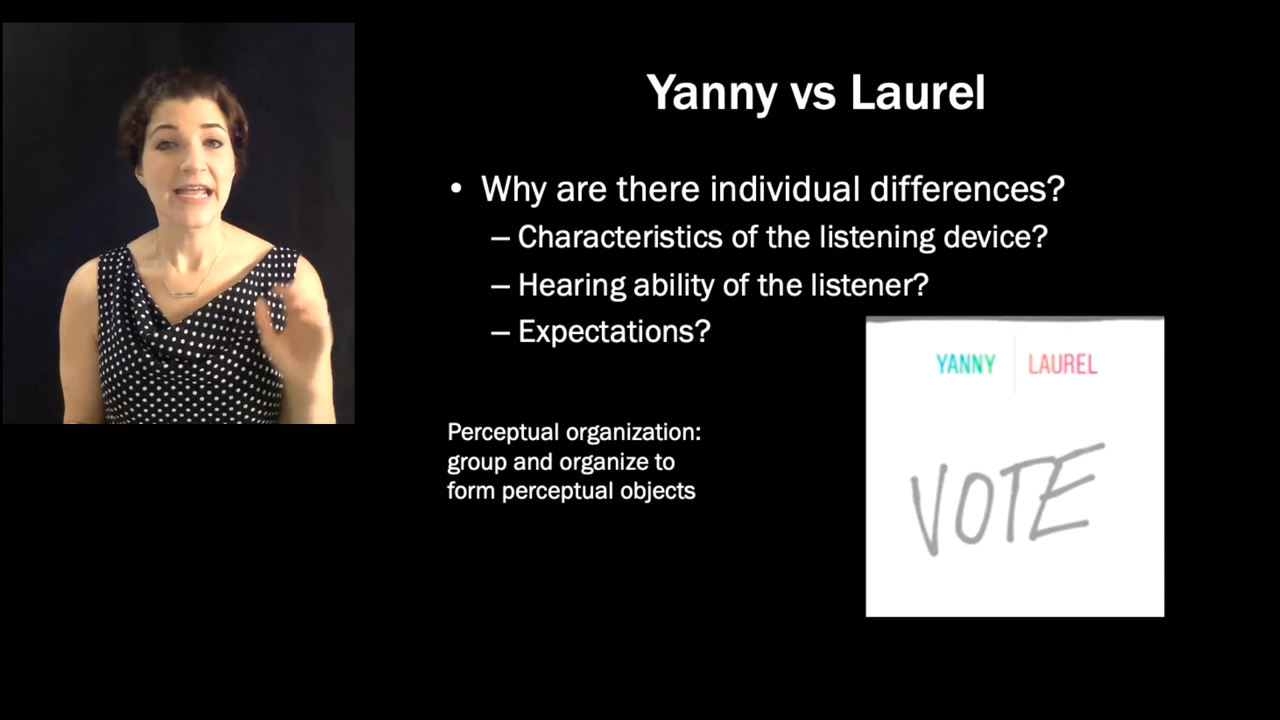 Yanny vs Laurel
• Why are there individual differences?
– Characteristics of the listening device?
– Hearing ability of the listener?
– Expectations?
YANNY | LAUREL
VOTE
Perceptual organization:
group and organize to
form perceptual objects